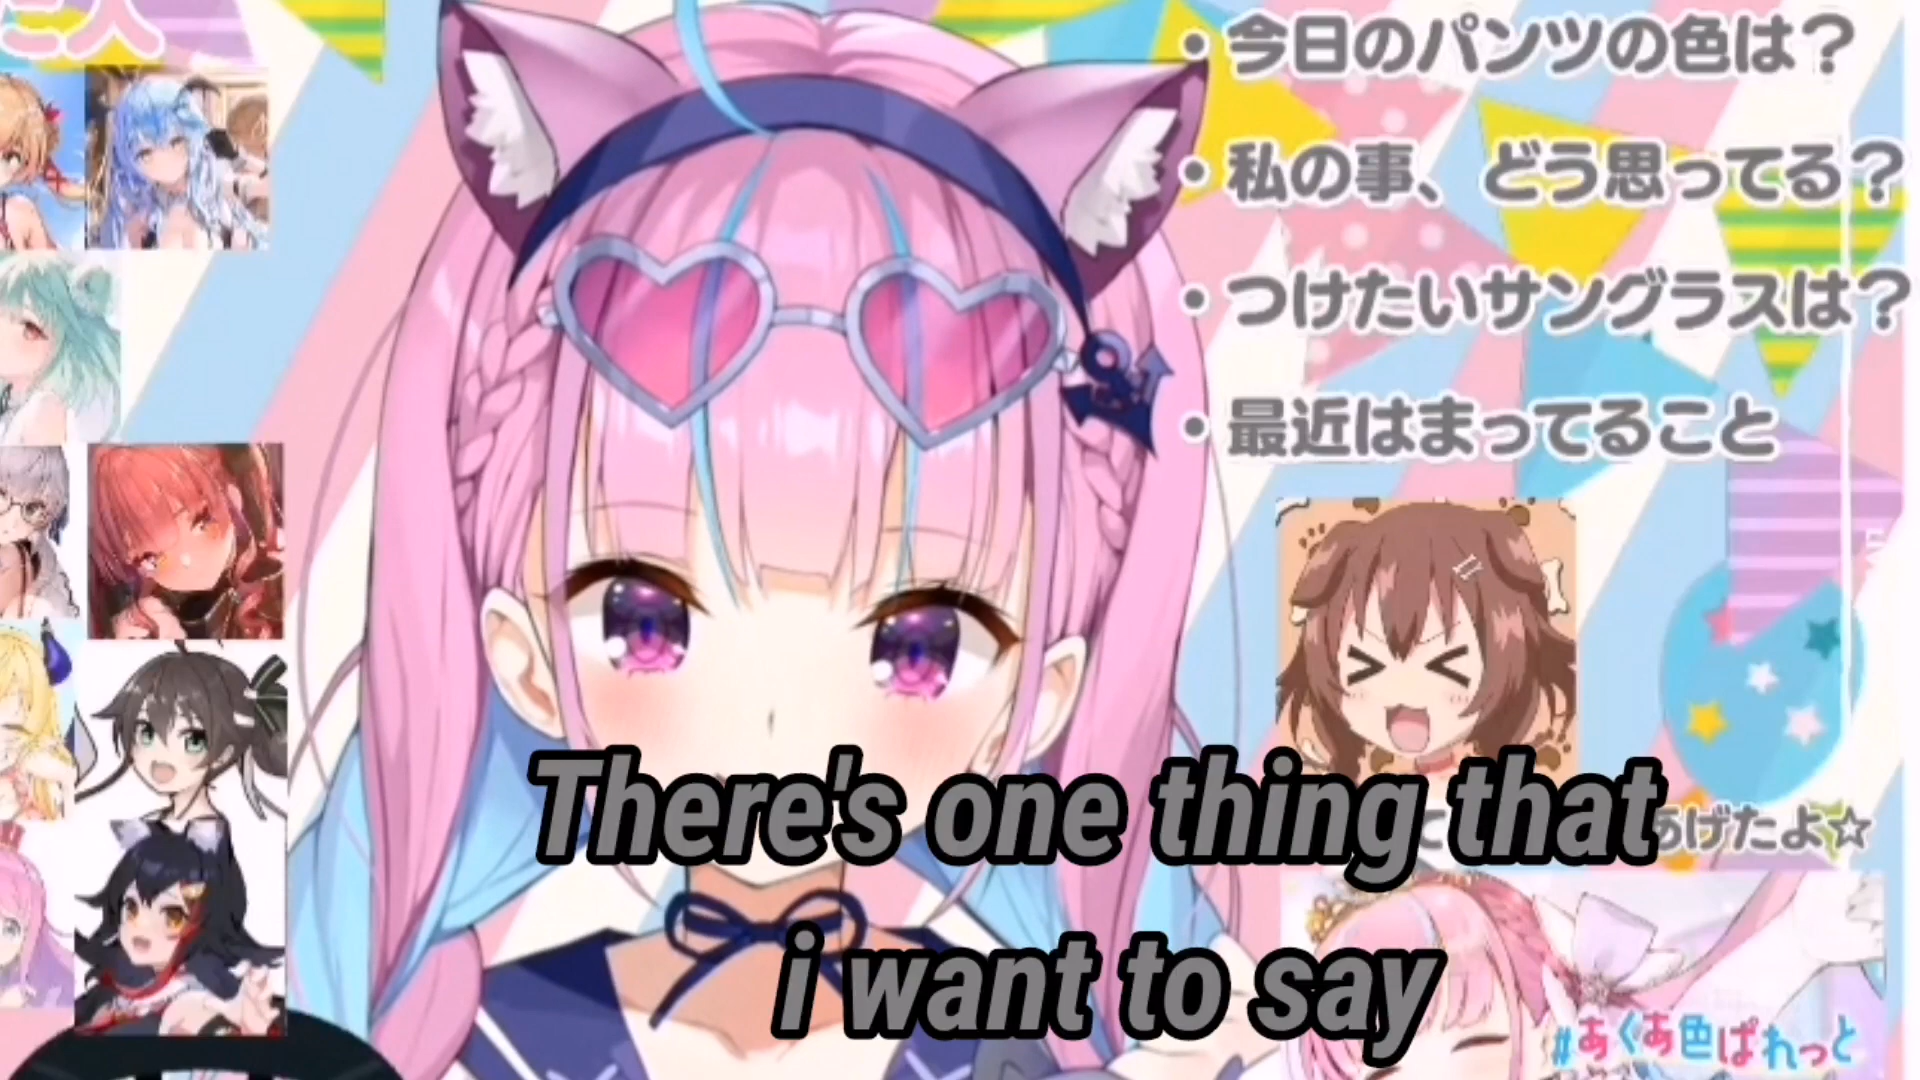 ・今日のパンツの色は？
・私の事、どう思ってる？
・つけたいサングラスは？
・最近はまってること
There's one thing that
あげたよ☆
i want to say
#あくあ色ぱれっと